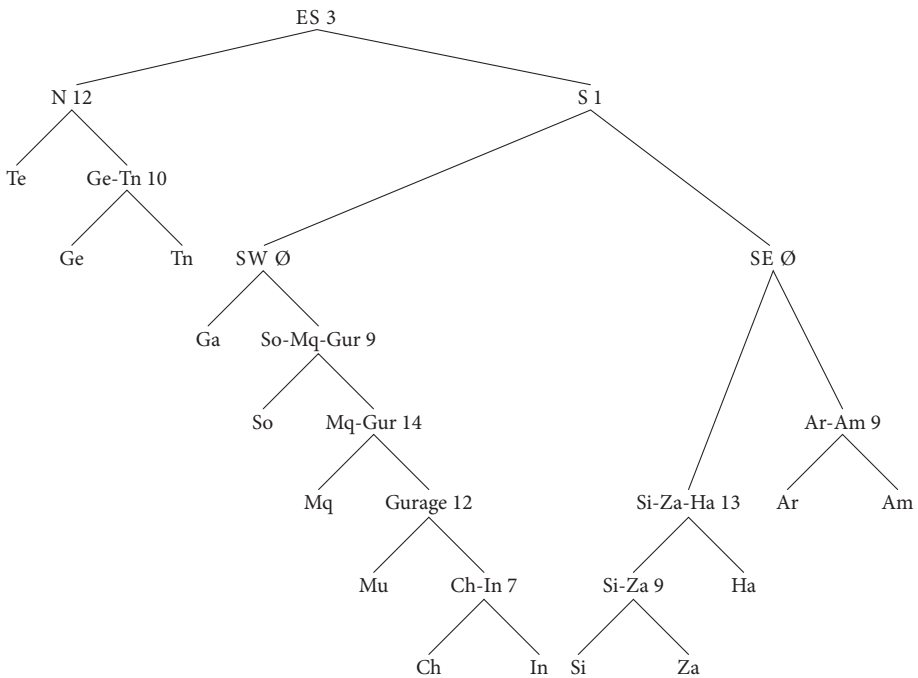 ES 3
N 12 S 1
Te Ge-Tn 10
Ge Tn SW Ø SE Ø
Ga So-Mq-Gur 9
So Mq-Gur 14 Ar-Am 9
Mq Gurage 12 Si-Za-Ha 13 Ar Am
Mu Ch-In 7 Si-Za 9 Ha
Ch In Si Za